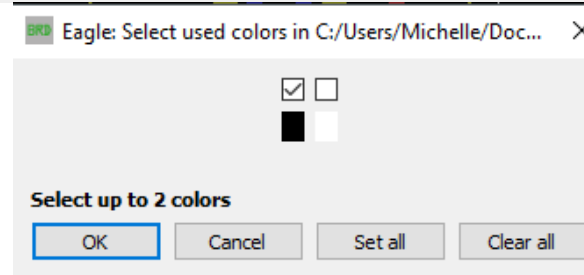 BRD Eagle: Select used colors in C:/Users/Michelle/Doc...
Select up to 2 colors
OK Cancel Set all Clear all